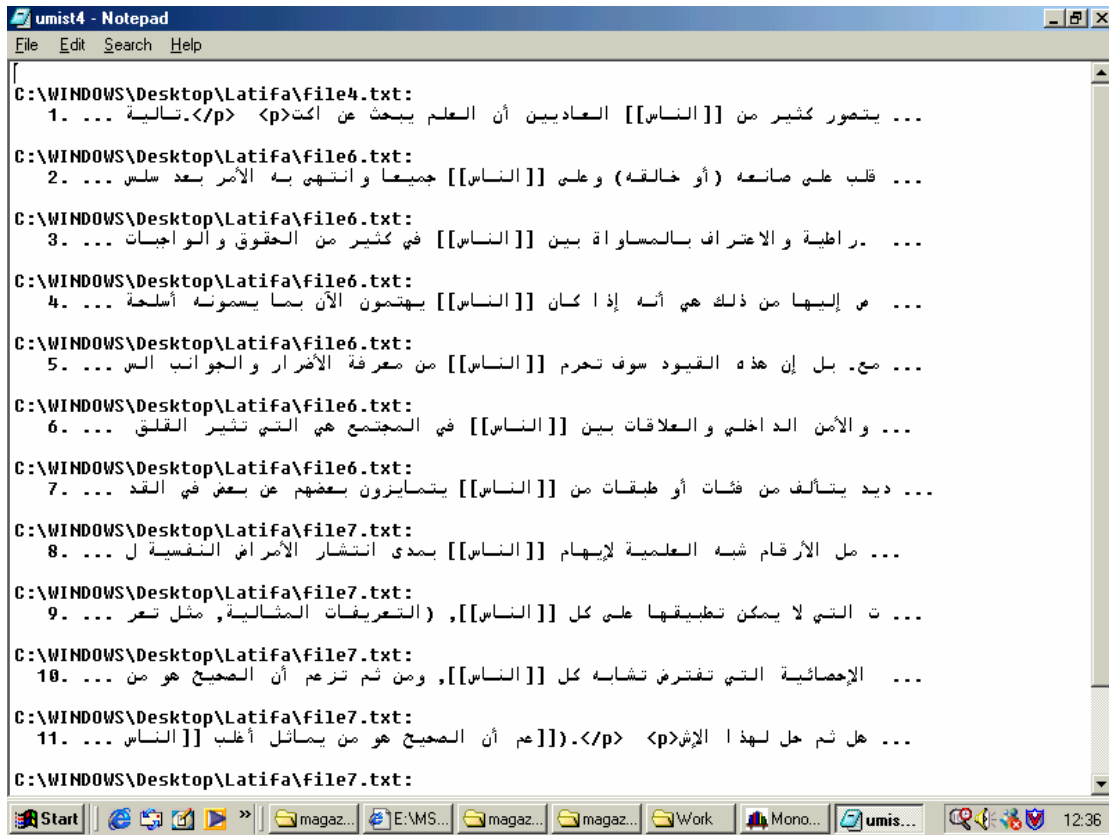 umist4 - Notepad
File Edit Search Help
C:\WINDOWS\Desktop\Latifa\file4.txt:
1. ... يتصور كثير من [[الناس]] العاديين أن العلم يبحث عن اكت<p> </p>.تالية ...
C:\WINDOWS\Desktop\Latifa\file6.txt:
2. ... قلب على صانعه (أو خالقه) وعلى [[الناس]] جميعا وانتهى به الأمر بعد سلس ...
C:\WINDOWS\Desktop\Latifa\file6.txt:
3. ... .راطية والاعتراف بالمساواة بين [[الناس]] في كثير من الحقوق والواجبات ...
C:\WINDOWS\Desktop\Latifa\file6.txt:
4. ... ص إليها من ذلك هي أنه إذا كان [[الناس]] يهتمون الآن بما يسمونه أسلحة ...
C:\WINDOWS\Desktop\Latifa\file6.txt:
5. ... مع. بل إن هذه القيود سوف تحرم [[الناس]] من معرفة الأضرار والجوانب الس ...
C:\WINDOWS\Desktop\Latifa\file6.txt:
6. ... والأمن الداخلي والعلاقات بين [[الناس]] في المجتمع هي التي تثير القلق ...
C:\WINDOWS\Desktop\Latifa\file6.txt:
7. ... ديد يتألف من فئات أو طبقات من [[الناس]] يتمايزون بعضهم عن بعض في القد ...
C:\WINDOWS\Desktop\Latifa\file7.txt:
8. ... مل الأرقام شبه العلمية لإيهام [[الناس]] بمدى انتشار الأمراض النفسية ل ...
C:\WINDOWS\Desktop\Latifa\file7.txt:
9. ... ت التي لا يمكن تطبيقها على كل [[الناس]], (التعريفات المثالية, مثل تعر ...
C:\WINDOWS\Desktop\Latifa\file7.txt:
10. ... الإحصائية التي تفترض تشابه كل [[الناس]], ومن ثم تزعم أن الصحيح هو من ...
C:\WINDOWS\Desktop\Latifa\file7.txt:
11. ... هل ثم حل لهذا الإش<p> </p>.([[عم أن الصحيح هو من يماثل أغلب [[الناس ...
C:\WINDOWS\Desktop\Latifa\file7.txt:
Start » magaz... E:\MS... magaz... magaz... Work Mono... umis... 12:36